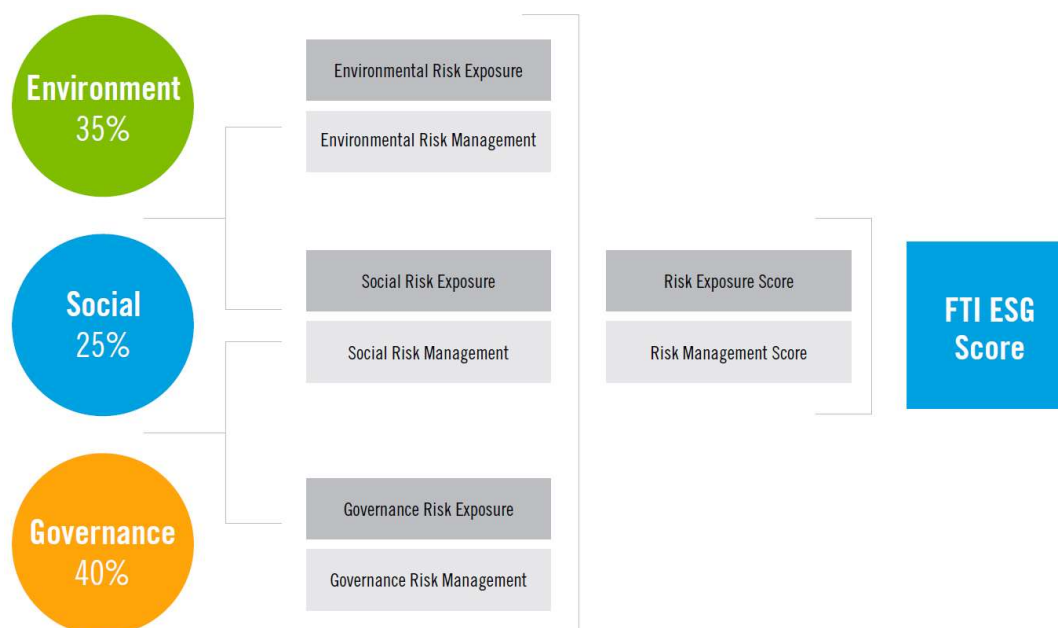 Environment
35%
Environmental Risk Exposure
Environmental Risk Management
Social
25%
Social Risk Exposure
Social Risk Management
Governance
40%
Governance Risk Exposure
Governance Risk Management
Risk Exposure Score
Risk Management Score
FTI ESG
Score